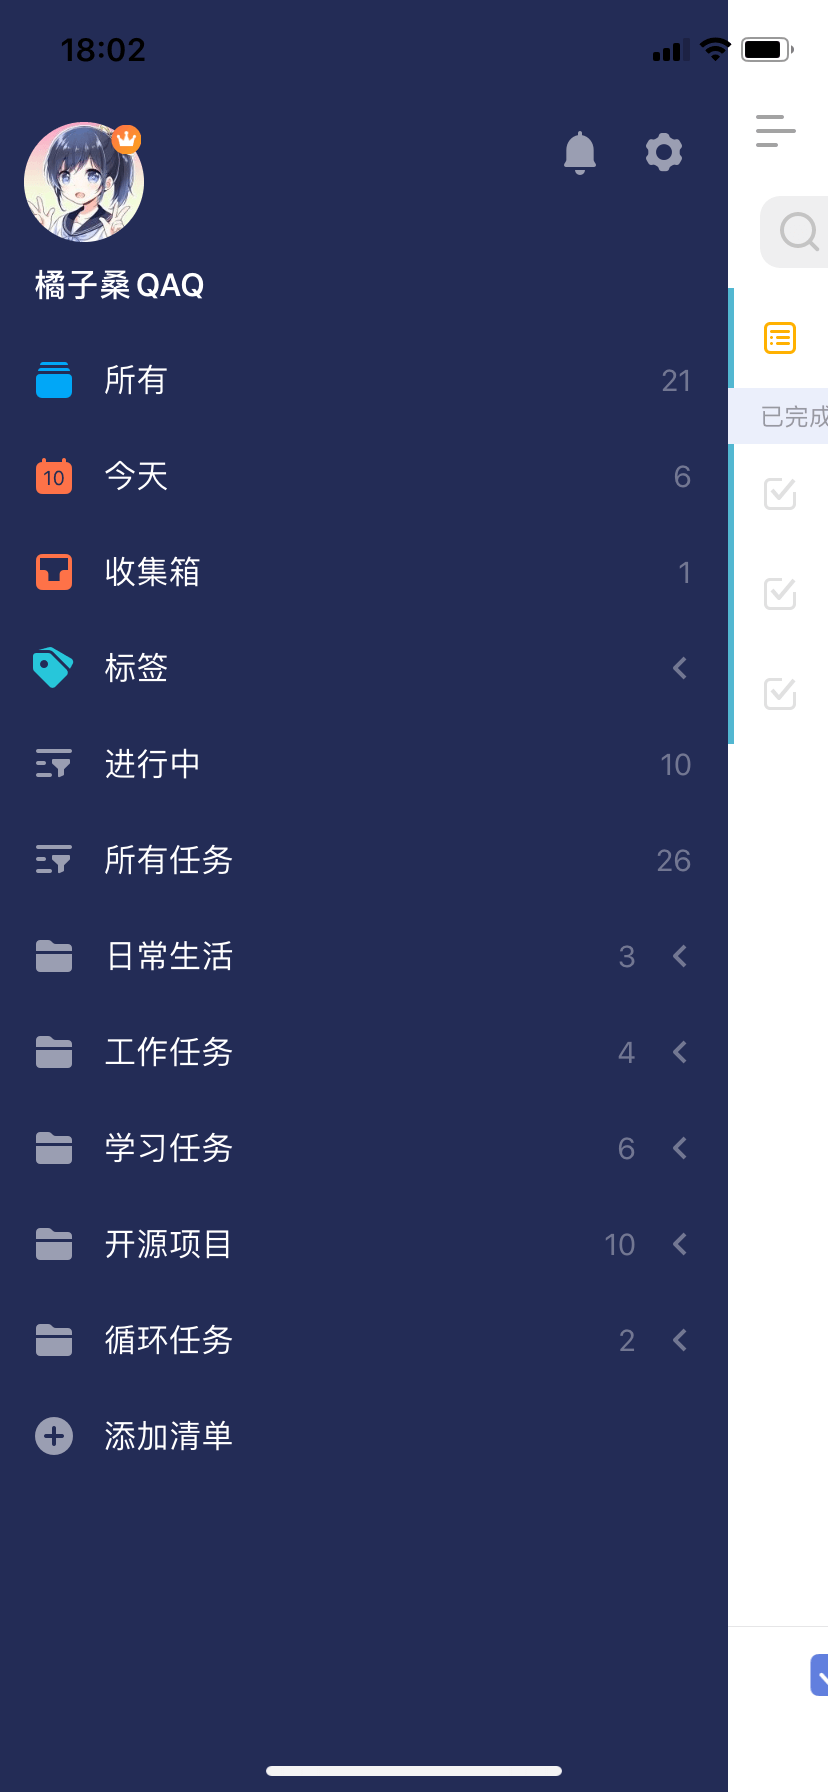 18:02
橘子桑QAQ
所有 21
10 今天 6
收集箱 1
标签
进行中 10
所有任务 26
日常生活 3
工作任务 4
学习任务 6
开源项目 10
循环任务 2
添加清单
已完成